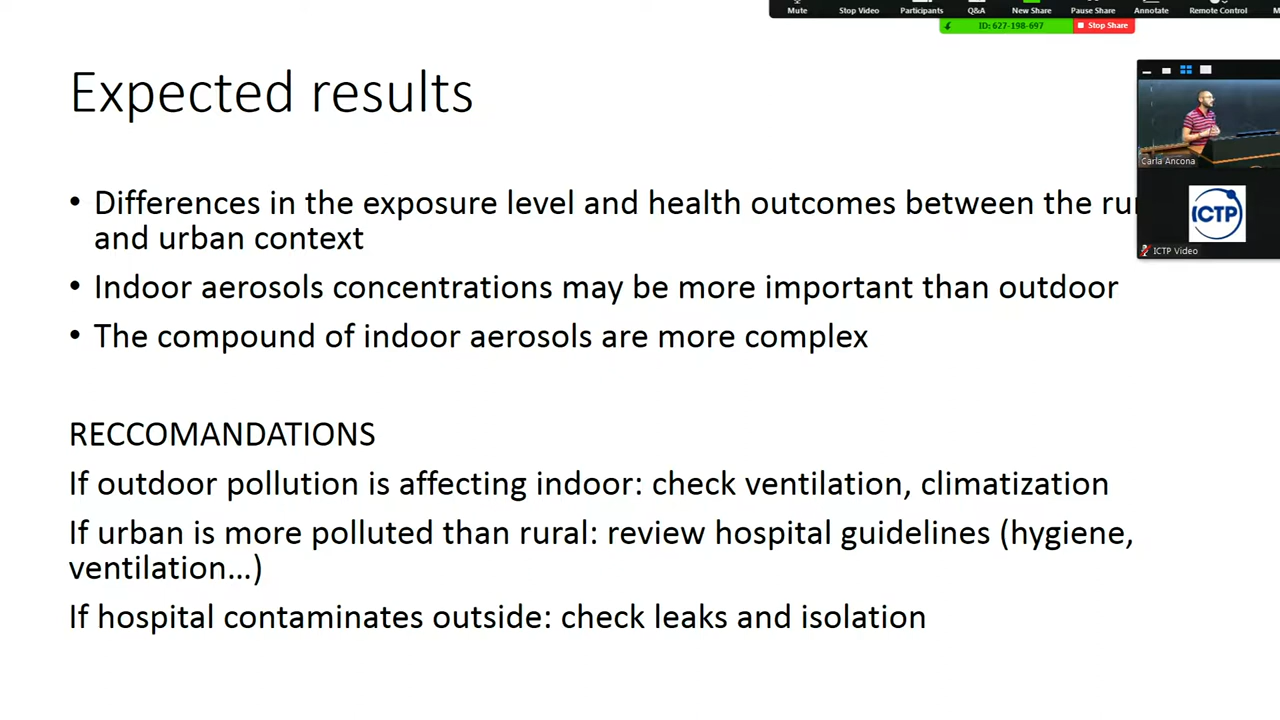 Mute Stop Video Participants Q&A New Share Pause Share Annotate Remote Control
ID: 627-198-697 Stop Share
Expected results
Carla Ancona
ICTP
ICTP Video
• Differences in the exposure level and health outcomes between the
and urban context
• Indoor aerosols concentrations may be more important than outdoor
• The compound of indoor aerosols are more complex
RECCOMANDATIONS
If outdoor pollution is affecting indoor: check ventilation, climatization
If urban is more polluted than rural: review hospital guidelines (hygiene,
ventilation...)
If hospital contaminates outside: check leaks and isolation